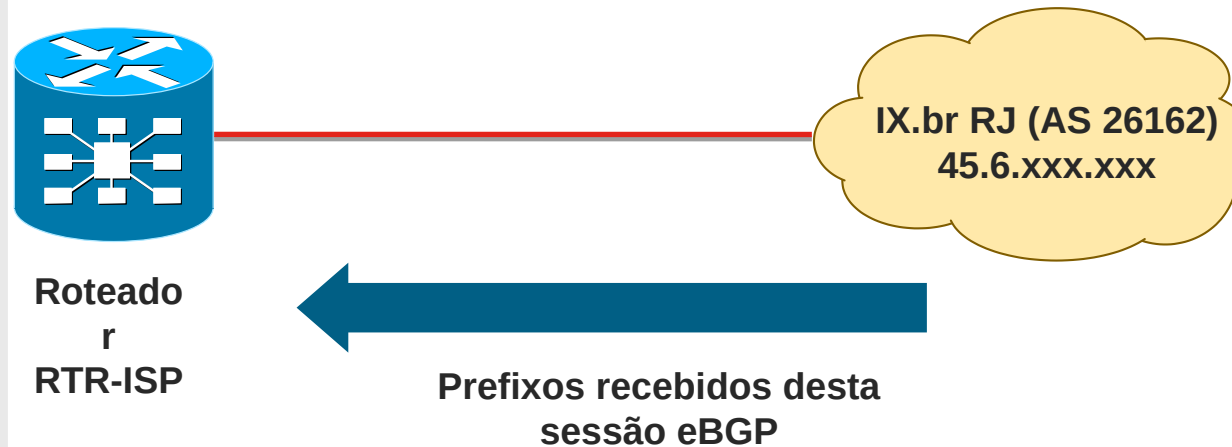 IX.br RJ (AS 26162)
45.6.xxx.xxx
Roteado
r
RTR-ISP
Prefixos recebidos desta
sessão eBGP